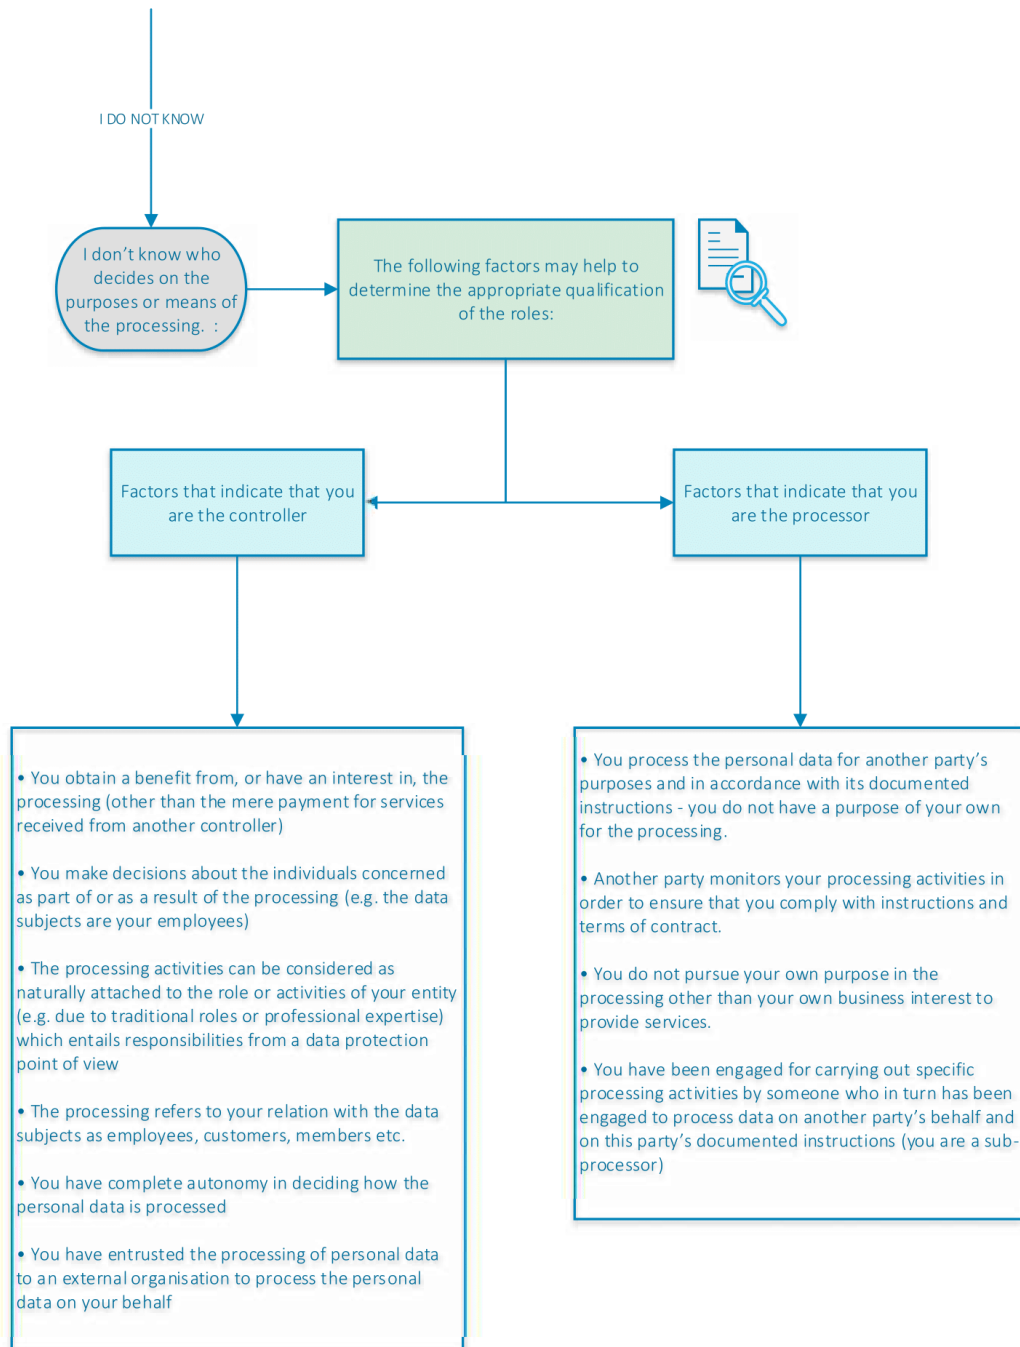 I DO NOT KNOW
I don’t know who
decides on the
purposes or means of
the processing. :
The following factors may help to
determine the appropriate qualification
of the roles:
Factors that indicate that you
are the controller
Factors that indicate that you
are the processor
• You obtain a benefit from, or have an interest in, the
processing (other than the mere payment for services
received from another controller)
• You make decisions about the individuals concerned
as part of or as a result of the processing (e.g. the data
subjects are your employees)
• The processing activities can be considered as
naturally attached to the role or activities of your entity
(e.g. due to traditional roles or professional expertise)
which entails responsibilities from a data protection
point of view
• The processing refers to your relation with the data
subjects as employees, customers, members etc.
• You have complete autonomy in deciding how the
personal data is processed
• You have entrusted the processing of personal data
to an external organisation to process the personal
data on your behalf
• You process the personal data for another party’s
purposes and in accordance with its documented
instructions - you do not have a purpose of your own
for the processing.
• Another party monitors your processing activities in
order to ensure that you comply with instructions and
terms of contract.
• You do not pursue your own purpose in the
processing other than your own business interest to
provide services.
• You have been engaged for carrying out specific
processing activities by someone who in turn has been
engaged to process data on another party’s behalf and
on this party’s documented instructions (you are a sub-
processor)